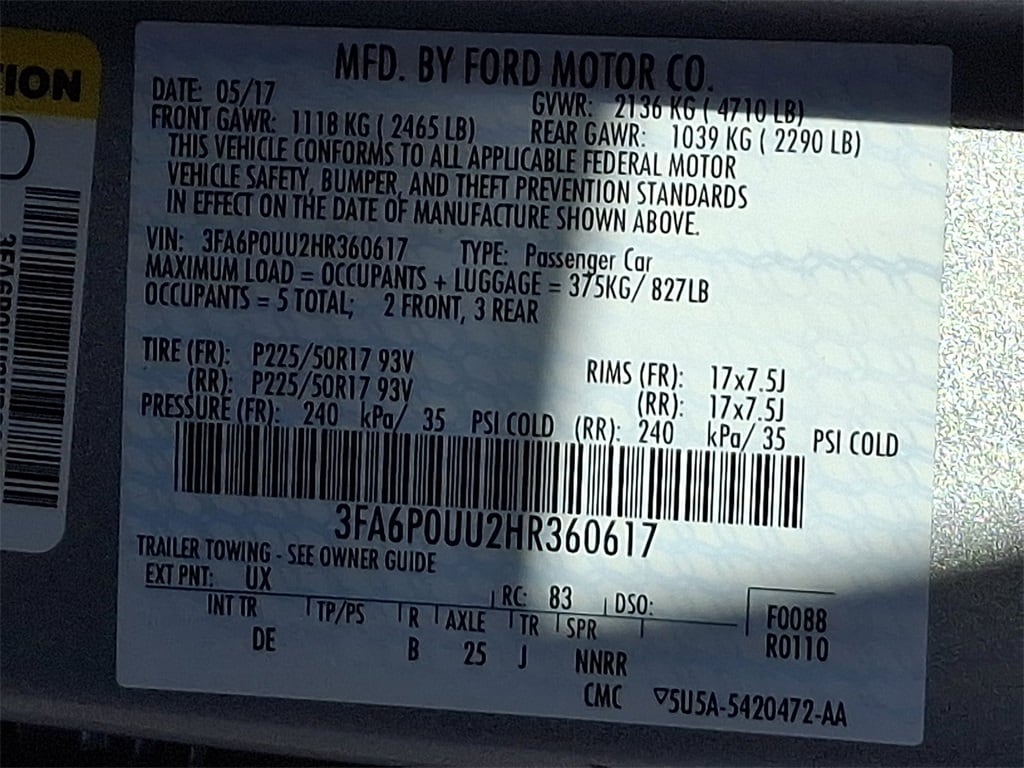 TION
MFD. BY FORD MOTOR CO.
DATE: 05/17 GVWR: 2136 KG ( 4710 LB)
FRONT GAWR: 1118 KG ( 2465 LB) REAR GAWR: 1039 KG ( 2290 LB)
THIS VEHICLE CONFORMS TO ALL APPLICABLE FEDERAL MOTOR
VEHICLE SAFETY, BUMPER, AND THEFT PREVENTION STANDARDS
IN EFFECT ON THE DATE OF MANUFACTURE SHOWN ABOVE.
VIN: 3FA6P0UU2HR360617 TYPE: Passenger Car
MAXIMUM LOAD = OCCUPANTS + LUGGAGE = 375KG/ 827LB
OCCUPANTS = 5 TOTAL; 2 FRONT, 3 REAR
TIRE (FR): P225/50R17 93V RIMS (FR): 17x7.5J
(RR): P225/50R17 93V (RR): 17x7.5J
PRESSURE (FR): 240 kPa/ 35 PSI COLD (RR): 240 kPa/ 35 PSI COLD
3FA6P0UU2HR360617
TRAILER TOWING - SEE OWNER GUIDE
EXT PNT: UX RC: 83 DSO: F0088
INT TR TP/PS R AXLE TR SPR R0110
DE B 25 J NNRR
CMC ▽5U5A-5420472-AA